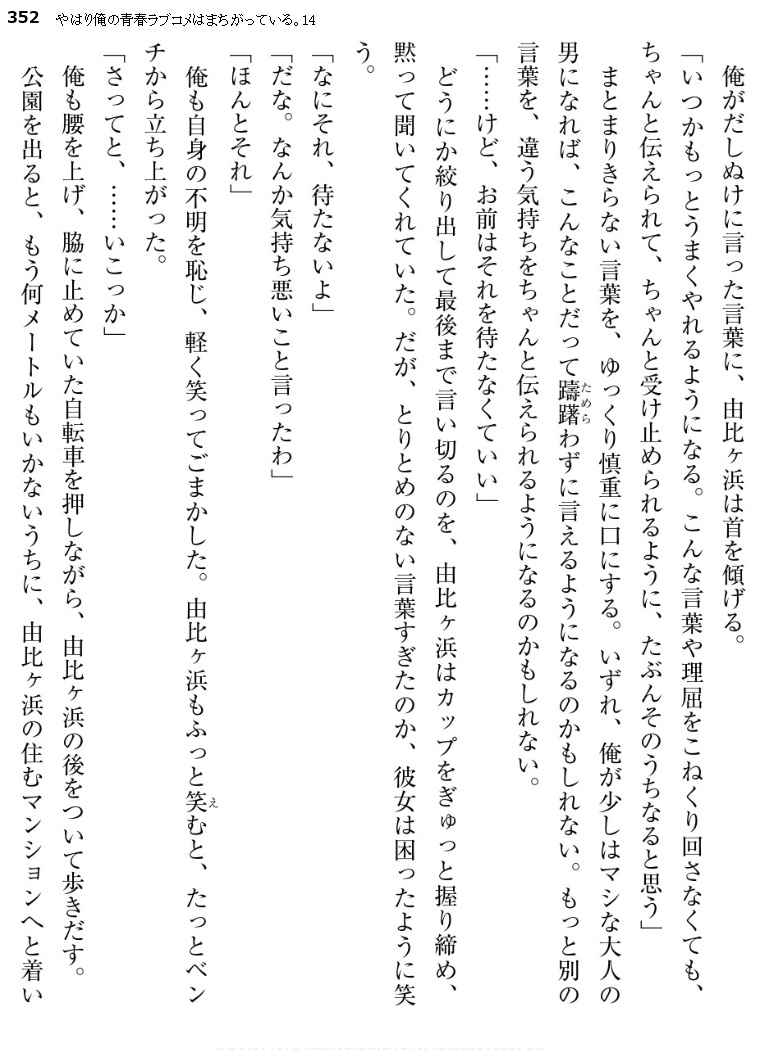 352 やはり俺の青春ラブコメはまちがっている。14
俺がだしぬけに言った言葉に、由比ヶ浜は首を傾げる。
「いつかもっとうまくやれるようになる。こんな言葉や理屈をこねくり回さなくても、
ちゃんと伝えられて、ちゃんと受け止められるように、たぶんそのうちなると思う」
まとまりきらない言葉を、ゆっくり慎重に口にする。いずれ、俺が少しはマシな大人の
男になれば、こんなことだって躊躇わずに言えるようになるのかもしれない。もっと別の
ためら
言葉を、違う気持ちをちゃんと伝えられるようになるのかもしれない。
「……けど、お前はそれを待たなくていい」
どうにか絞り出して最後まで言い切るのを、由比ヶ浜はカップをぎゅっと握り締め、
黙って聞いてくれていた。だが、とりとめのない言葉すぎたのか、彼女は困ったように笑
う。
「なにそれ、待たないよ」
「だな。なんか気持ち悪いこと言ったわ」
「ほんとそれ」
俺も自身の不明を恥じ、軽く笑ってごまかした。由比ヶ浜もふっと笑むと、たっとベン
え
チから立ち上がった。
「さってと、……いこっか」
俺も腰を上げ、脇に止めていた自転車を押しながら、由比ヶ浜の後をついて歩きだす。
公園を出ると、もう何メートルもいかないうちに、由比ヶ浜の住むマンションへと着い